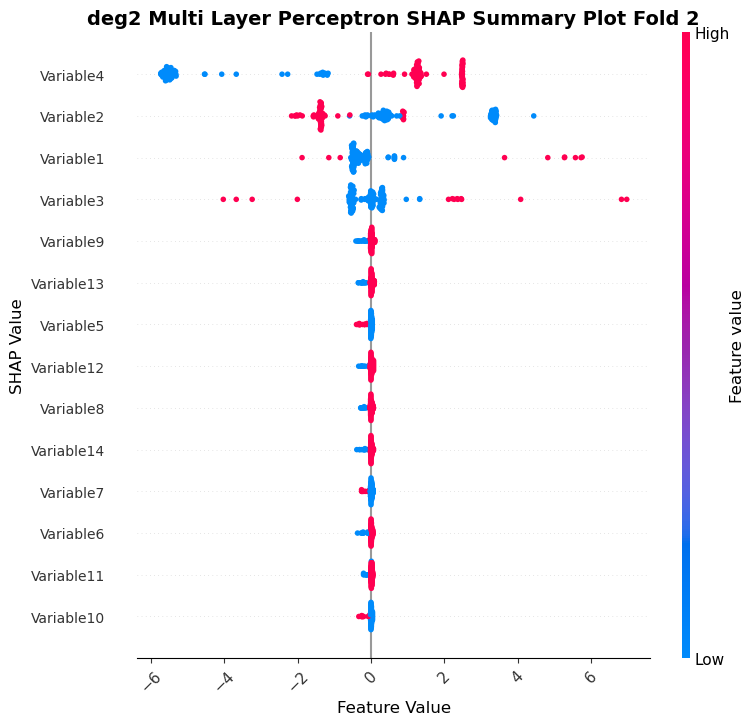 deg2 Multi Layer Perceptron SHAP Summary Plot Fold 2
High
Variable4
Variable2
Variable1
Variable3
Variable9
Variable13
Variable5
Variable12
Variable8
Variable14
Variable7
Variable6
Variable11
Variable10
SHAP Value
Feature value
Low
−6 −4 −2 0 2 4 6
Feature Value